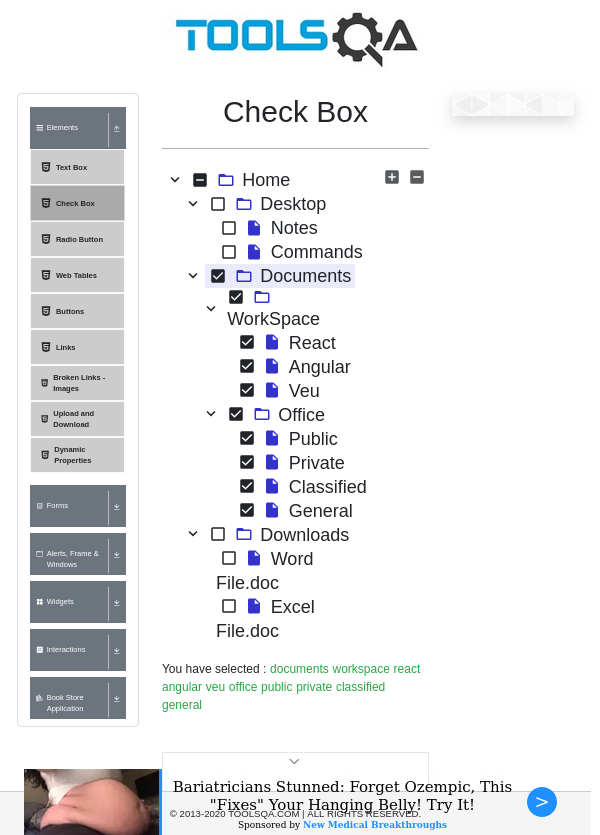 TOOLSQA
Check Box
Elements
Text Box
Check Box
Radio Button
Web Tables
Buttons
Links
Broken Links -
Images
Upload and
Download
Dynamic
Properties
Forms
Alerts, Frame &
Windows
Widgets
Interactions
Book Store
Application
Home
Desktop
Notes
Commands
Documents
WorkSpace
React
Angular
Veu
Office
Public
Private
Classified
General
Downloads
Word
File.doc
Excel
File.doc
You have selected : documents workspace react
angular veu office public private classified
general
Bariatricians Stunned: Forget Ozempic, This
"Fixes" Your Hanging Belly! Try It!
© 2013-2020 TOOLSQA.COM | ALL RIGHTS RESERVED.
Sponsored by New Medical Breakthroughs